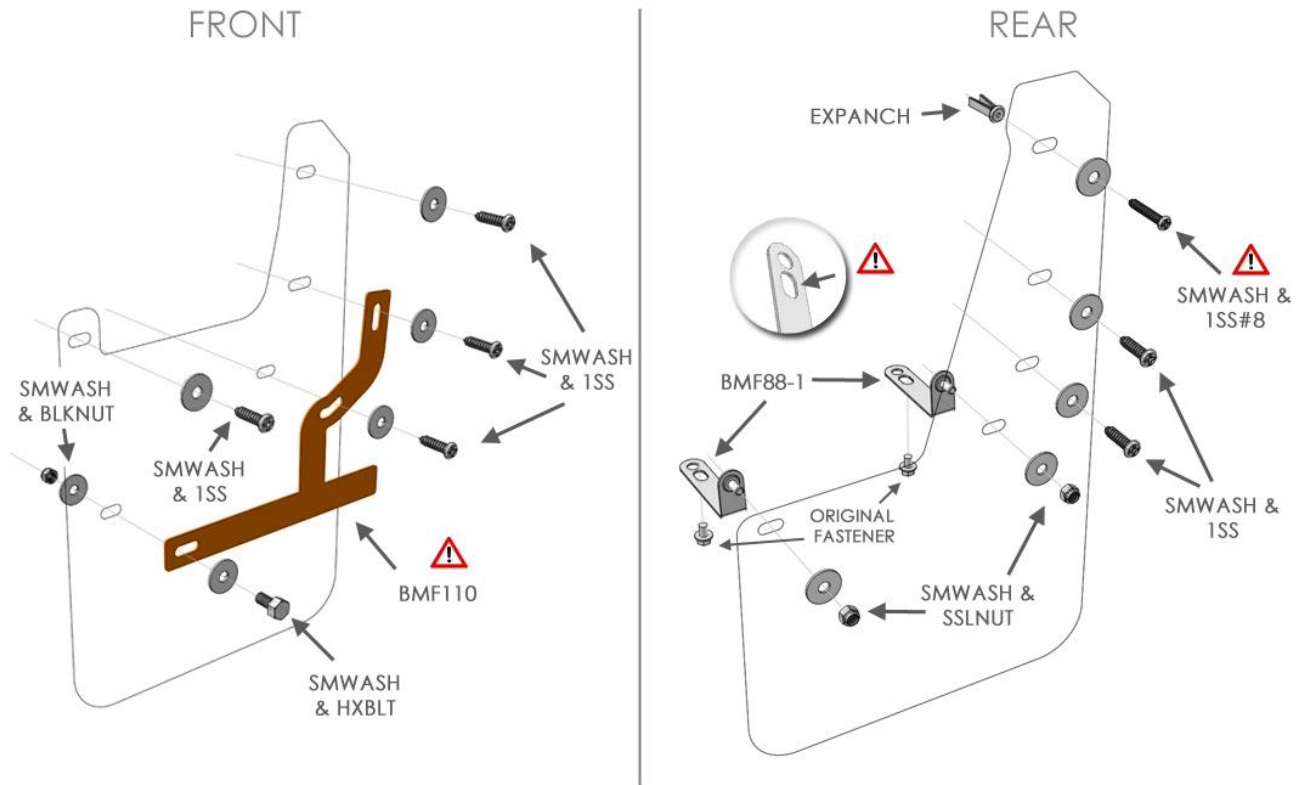 FRONT
SMWASH
& BLKNUT
SMWASH
& 1SS
SMWASH
& 1SS
BMF110
SMWASH
& HXBLT
REAR
EXPANCH
SMWASH &
1SS#8
BMF88-1
ORIGINAL
FASTENER
SMWASH &
1SS
SMWASH &
SSLNUT